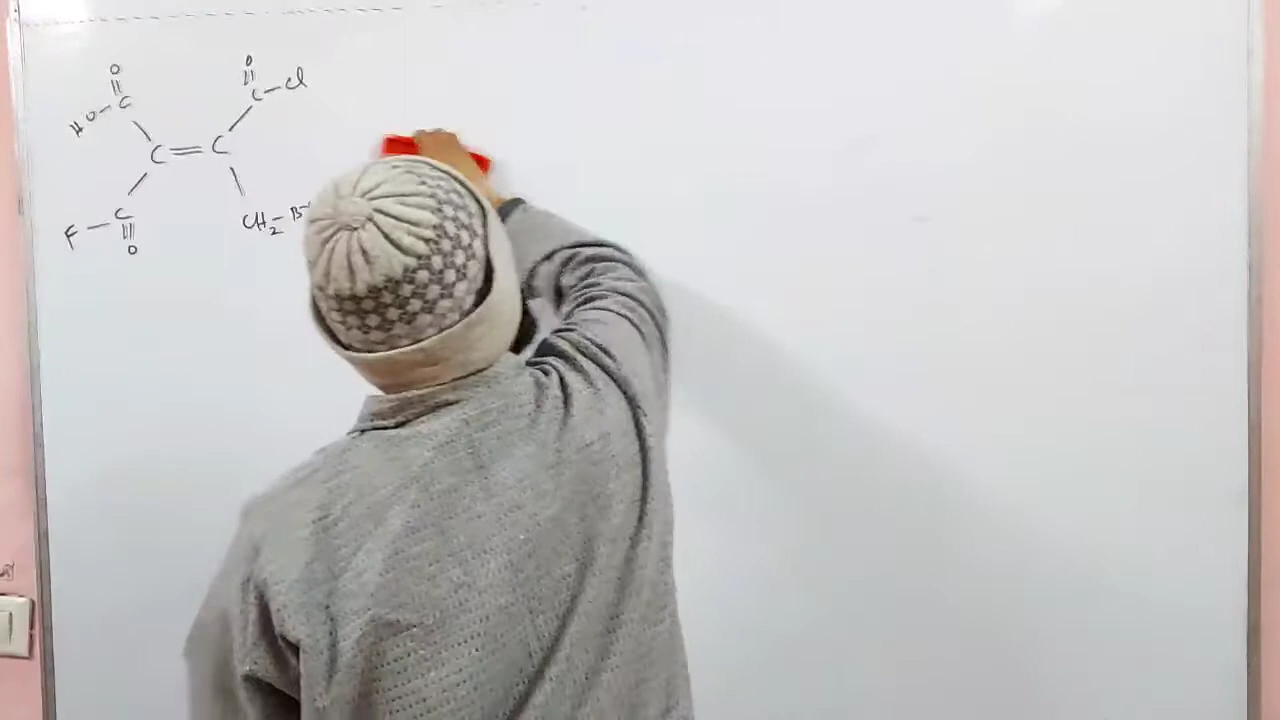 O O
H O - C C - Cl
C = C
F - C CH2 - Br
O